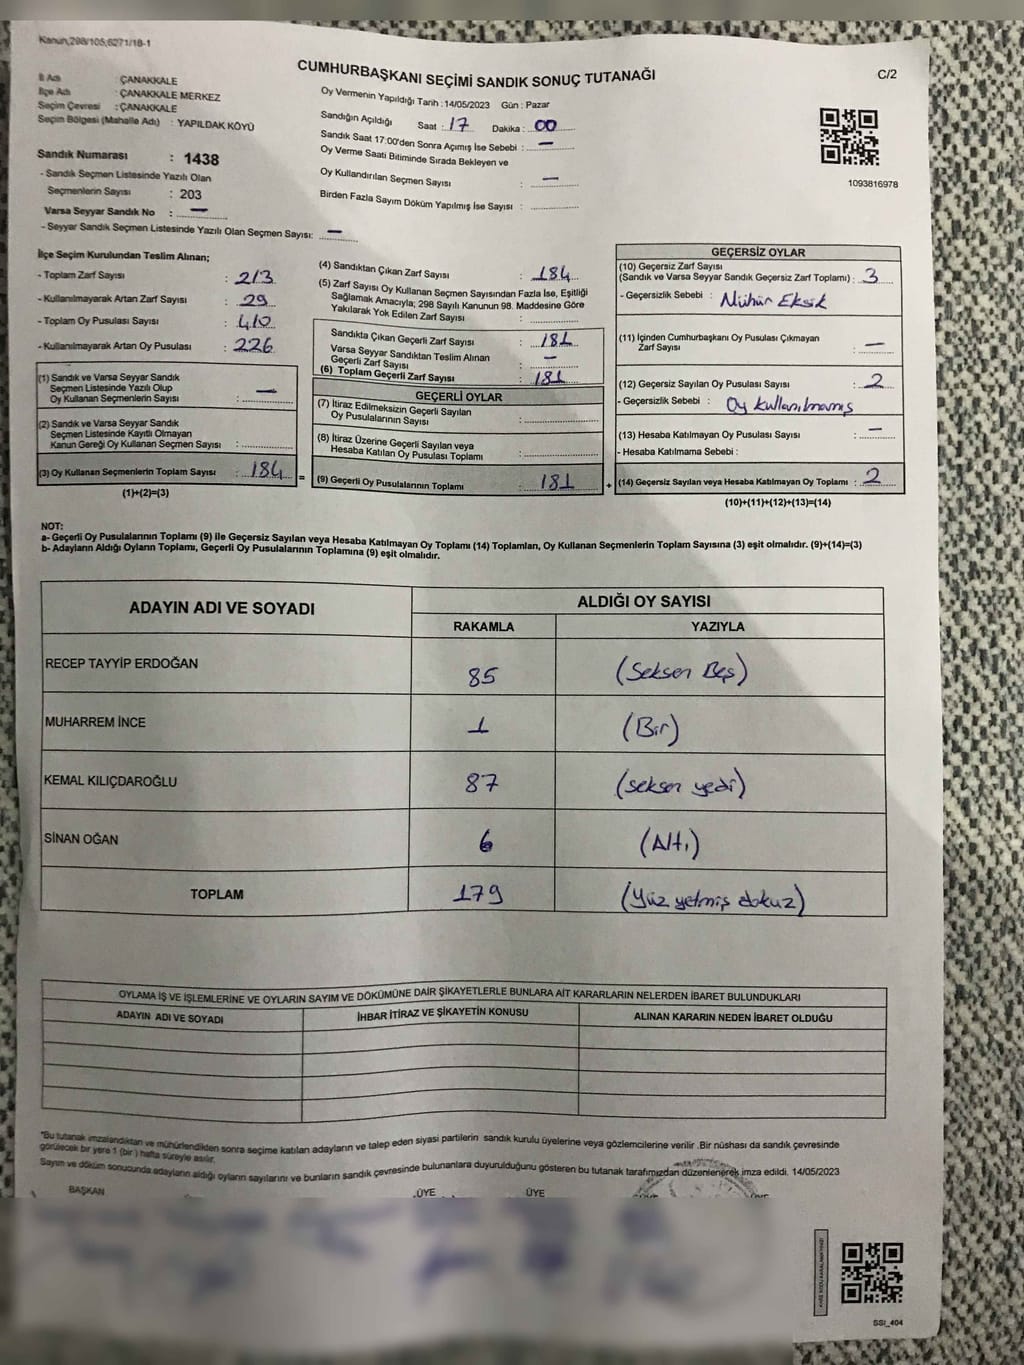 Kanun,298/105,6271/18-1
CUMHURBAŞKANI SEÇİMİ SANDIK SONUÇ TUTANAĞI
C/2
İl Adı : ÇANAKKALE
İlçe Adı : ÇANAKKALE MERKEZ
Seçim Çevresi : ÇANAKKALE
Seçim Bölgesi (Mahalle Adı) : YAPILDAK KÖYÜ
Sandık Numarası : 1438
- Sandık Seçmen Listesinde Yazılı Olan
Seçmenlerin Sayısı : 203
Varsa Seyyar Sandık No : —
- Seyyar Sandık Seçmen Listesinde Yazılı Olan Seçmen Sayısı: —
Oy Vermenin Yapıldığı Tarih : 14/05/2023 Gün : Pazar
Sandığın Açıldığı Saat : 17 Dakika : 00
Sandık Saat 17:00'den Sonra Açımış İse Sebebi : —
Oy Verme Saati Bitiminde Sırada Bekleyen ve
Oy Kullandırılan Seçmen Sayısı : —
Birden Fazla Sayım Döküm Yapılmış İse Sayısı :
1093816978
İlçe Seçim Kurulundan Teslim Alınan;
- Toplam Zarf Sayısı : 213
- Kullanılmayarak Artan Zarf Sayısı : 29
- Toplam Oy Pusulası Sayısı : 410
- Kullanılmayarak Artan Oy Pusulası : 226
(1) Sandık ve Varsa Seyyar Sandık
Seçmen Listesinde Yazılı Olup
Oy Kullanan Seçmenlerin Sayısı : —
(2) Sandık ve Varsa Seyyar Sandık
Seçmen Listesinde Kayıtlı Olmayan
Kanun Gereği Oy Kullanan Seçmen Sayısı :
(3) Oy Kullanan Seçmenlerin Toplam Sayısı : 184 =
(1)+(2)=(3)
(4) Sandıktan Çıkan Zarf Sayısı : 184
(5) Zarf Sayısı Oy Kullanan Seçmen Sayısından Fazla İse, Eşitliği
Sağlamak Amacıyla; 298 Sayılı Kanunun 98. Maddesine Göre
Yakılarak Yok Edilen Zarf Sayısı :
Sandıkta Çıkan Geçerli Zarf Sayısı : 181
Varsa Seyyar Sandıktan Teslim Alınan
Geçerli Zarf Sayısı : —
(6) Toplam Geçerli Zarf Sayısı : 181
GEÇERLİ OYLAR
(7) İtiraz Edilmeksizin Geçerli Sayılan
Oy Pusulalarının Sayısı :
(8) İtiraz Üzerine Geçerli Sayılan veya
Hesaba Katılan Oy Pusulası Toplamı :
(9) Geçerli Oy Pusulalarının Toplamı : 181 +
GEÇERSİZ OYLAR
(10) Geçersiz Zarf Sayısı
(Sandık ve Varsa Seyyar Sandık Geçersiz Zarf Toplamı) : 3
- Geçersizlik Sebebi : Mühür Eksik
(11) İçinden Cumhurbaşkanı Oy Pusulası Çıkmayan
Zarf Sayısı : —
(12) Geçersiz Sayılan Oy Pusulası Sayısı : 2
- Geçersizlik Sebebi : Oy kullanılmamış
(13) Hesaba Katılmayan Oy Pusulası Sayısı : —
- Hesaba Katılmama Sebebi :
(14) Geçersiz Sayılan veya Hesaba Katılmayan Oy Toplamı : 2
(10)+(11)+(12)+(13)=(14)
NOT:
a- Geçerli Oy Pusulalarının Toplamı (9) ile Geçersiz Sayılan veya Hesaba Katılmayan Oy Toplamı (14) Toplamları, Oy Kullanan Seçmenlerin Toplam Sayısına (3) eşit olmalıdır. (9)+(14)=(3)
b- Adayların Aldığı Oyların Toplamı, Geçerli Oy Pusulalarının Toplamına (9) eşit olmalıdır.
ADAYIN ADI VE SOYADI ALDIĞI OY SAYISI
RAKAMLA YAZIYLA
RECEP TAYYİP ERDOĞAN 85 (Seksen Beş)
MUHARREM İNCE 1 (Bir)
KEMAL KILIÇDAROĞLU 87 (seksen yedi)
SİNAN OĞAN 6 (Altı)
TOPLAM 179 (Yüz yetmiş dokuz)
OYLAMA İŞ VE İŞLEMLERİNE VE OYLARIN SAYIM VE DÖKÜMÜNE DAİR ŞİKAYETLERLE BUNLARA AİT KARARLARIN NELERDEN İBARET BULUNDUKLARI
ADAYIN ADI VE SOYADI İHBAR İTİRAZ VE ŞİKAYETİN KONUSU ALINAN KARARIN NEDEN İBARET OLDUĞU
*Bu tutanak imzalandıktan ve mühürlendikten sonra seçime katılan adayların ve talep eden siyasi partilerin sandık kurulu üyelerine veya gözlemcilerine verilir .Bir nüshası da sandık çevresinde
görülecek bir yere 1 (bir ) hafta süreyle asılır.
Sayım ve döküm sonucunda adayların aldığı oyların sayılarını ve bunların sandık çevresinde bulunanlara duyurulduğunu gösteren bu tutanak tarafımızdan düzenlenerek imza edildi. 14/05/2023
BAŞKAN ÜYE ÜYE
SSI_404